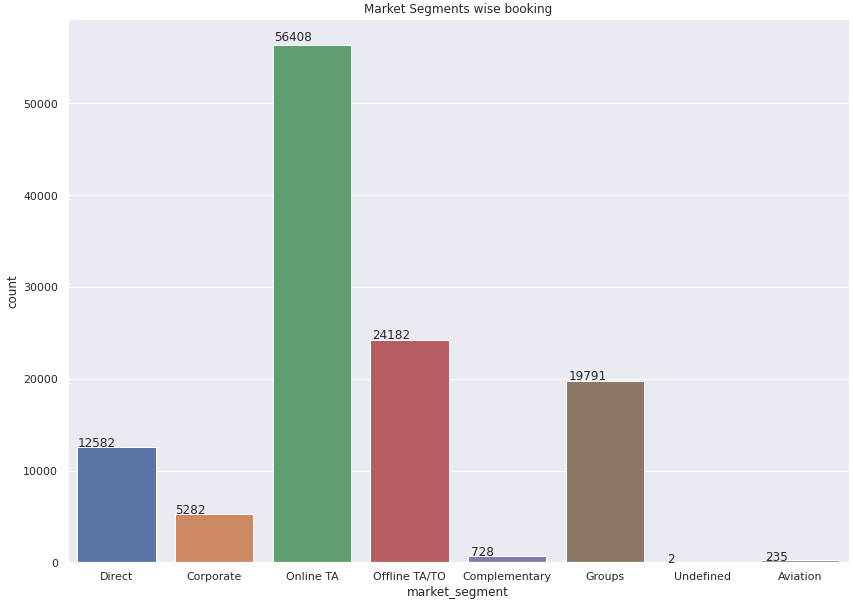 Market Segments wise booking
56408
50000
40000
30000
24182
20000
19791
12582
10000
5282
728
2
235
0
count
Direct
Corporate
Online TA
Offline TA/TO
Complementary
Groups
Undefined
Aviation
market_segment